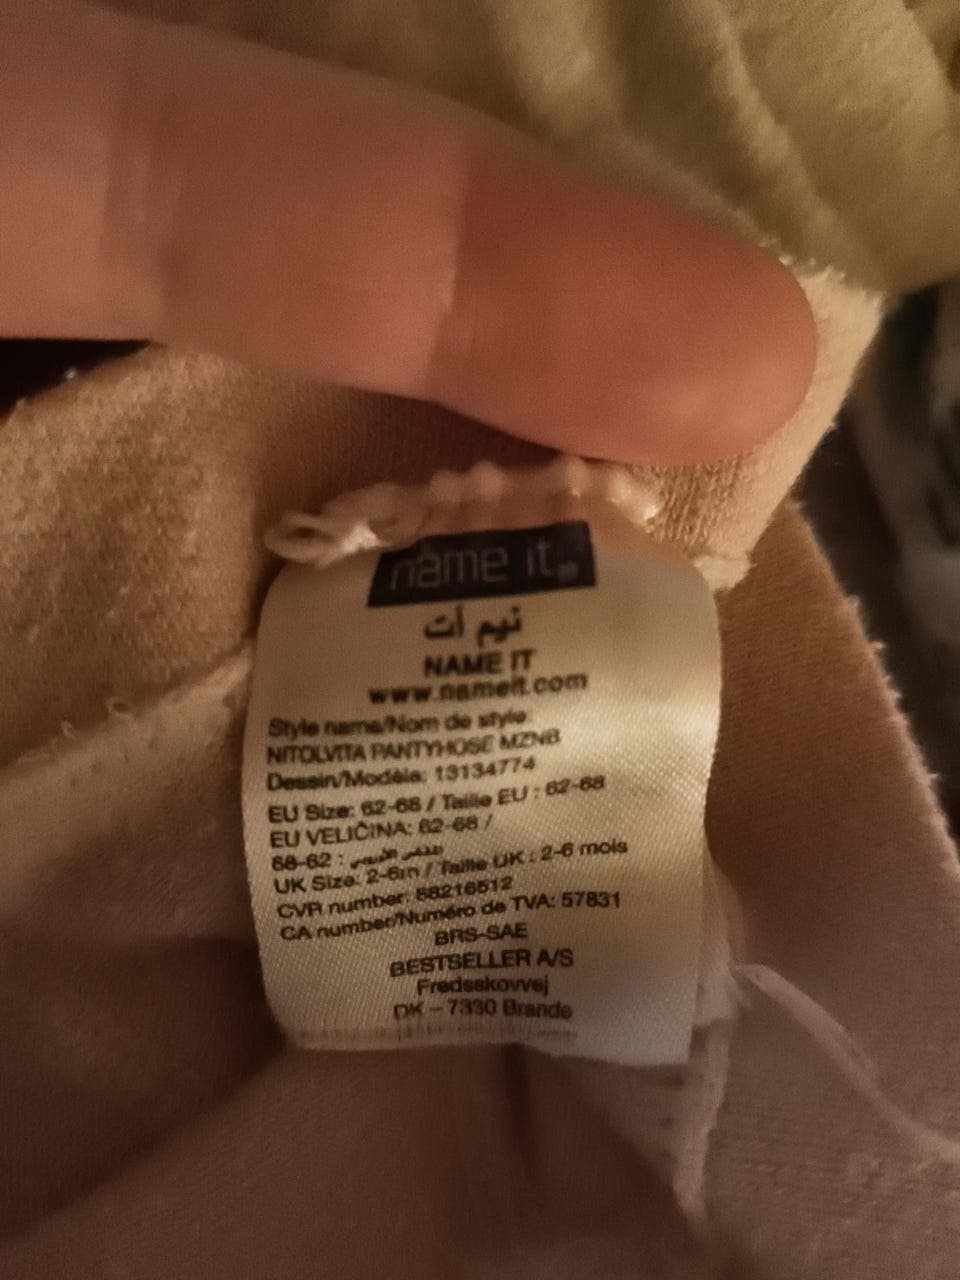 name it.
نيم أت
NAME IT
www.nameit.com
Style name/Nom de style:
NITOLVITA PANTYHOSE MZNB
Dessin/Modèle: 13134774
EU Size: 62-68 / Taille EU : 62-68
EU VELIČINA: 62-68 /
68-62 :
UK Size: 2-6m / Taille UK : 2-6 mois
CVR number: 88216512
CA number/Numéro de TVA: 57831
BRS-SAE
BESTSELLER A/S
Fredsskovvej
DK – 7330 Brande